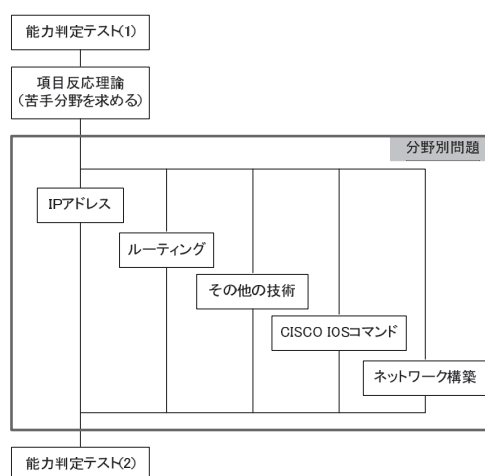 能力判定テスト(1)
項目反応理論
(苦手分野を求める)
分野別問題
IPアドレス
ルーティング
その他の技術
CISCO IOSコマンド
ネットワーク構築
能力判定テスト(2)